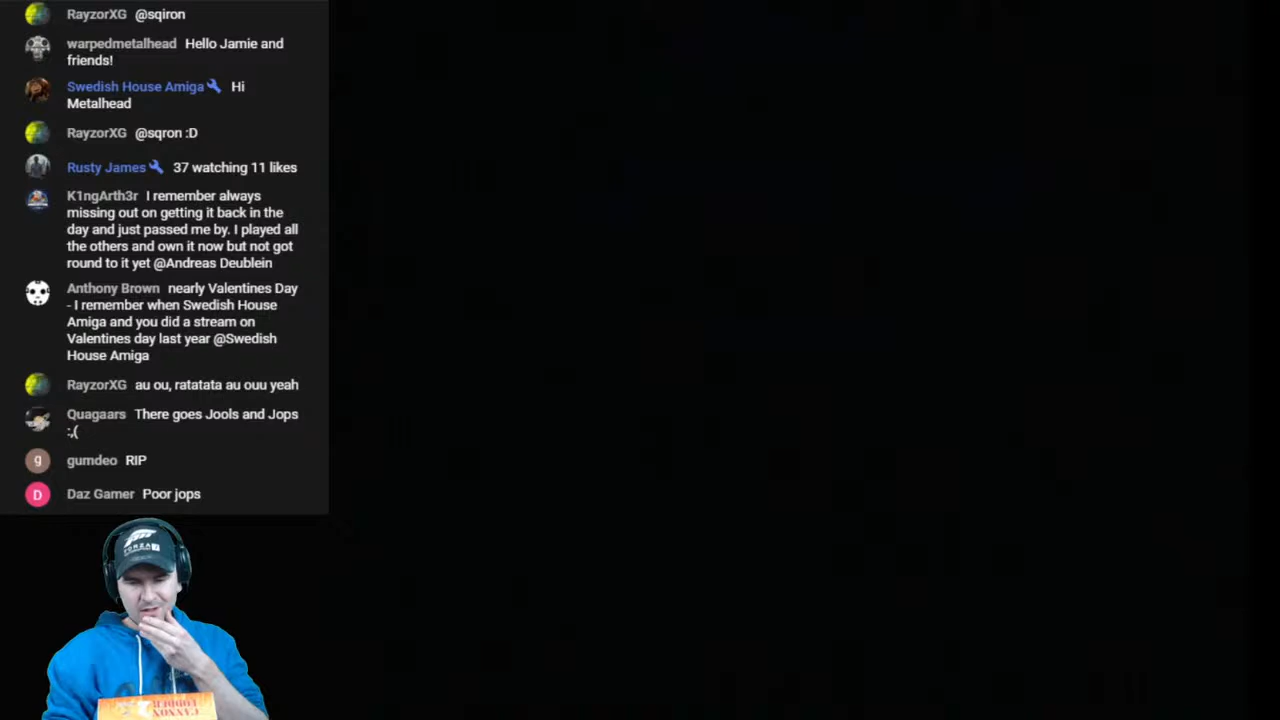 RayzorXG @sqiron
warpedmetalhead Hello Jamie and
friends!
Swedish House Amiga Hi
Metalhead
RayzorXG @sqron :D
Rusty James 37 watching 11 likes
K1ngArth3r I remember always
missing out on getting it back in the
day and just passed me by. I played all
the others and own it now but not got
round to it yet @Andreas Deublein
Anthony Brown nearly Valentines Day
- I remember when Swedish House
Amiga and you did a stream on
Valentines day last year @Swedish
House Amiga
RayzorXG au ou, ratatata au ouu yeah
Quagaars There goes Jools and Jops
:,(
g gumdeo RIP
D Daz Gamer Poor jops
FORZA
CANNON
FODDER